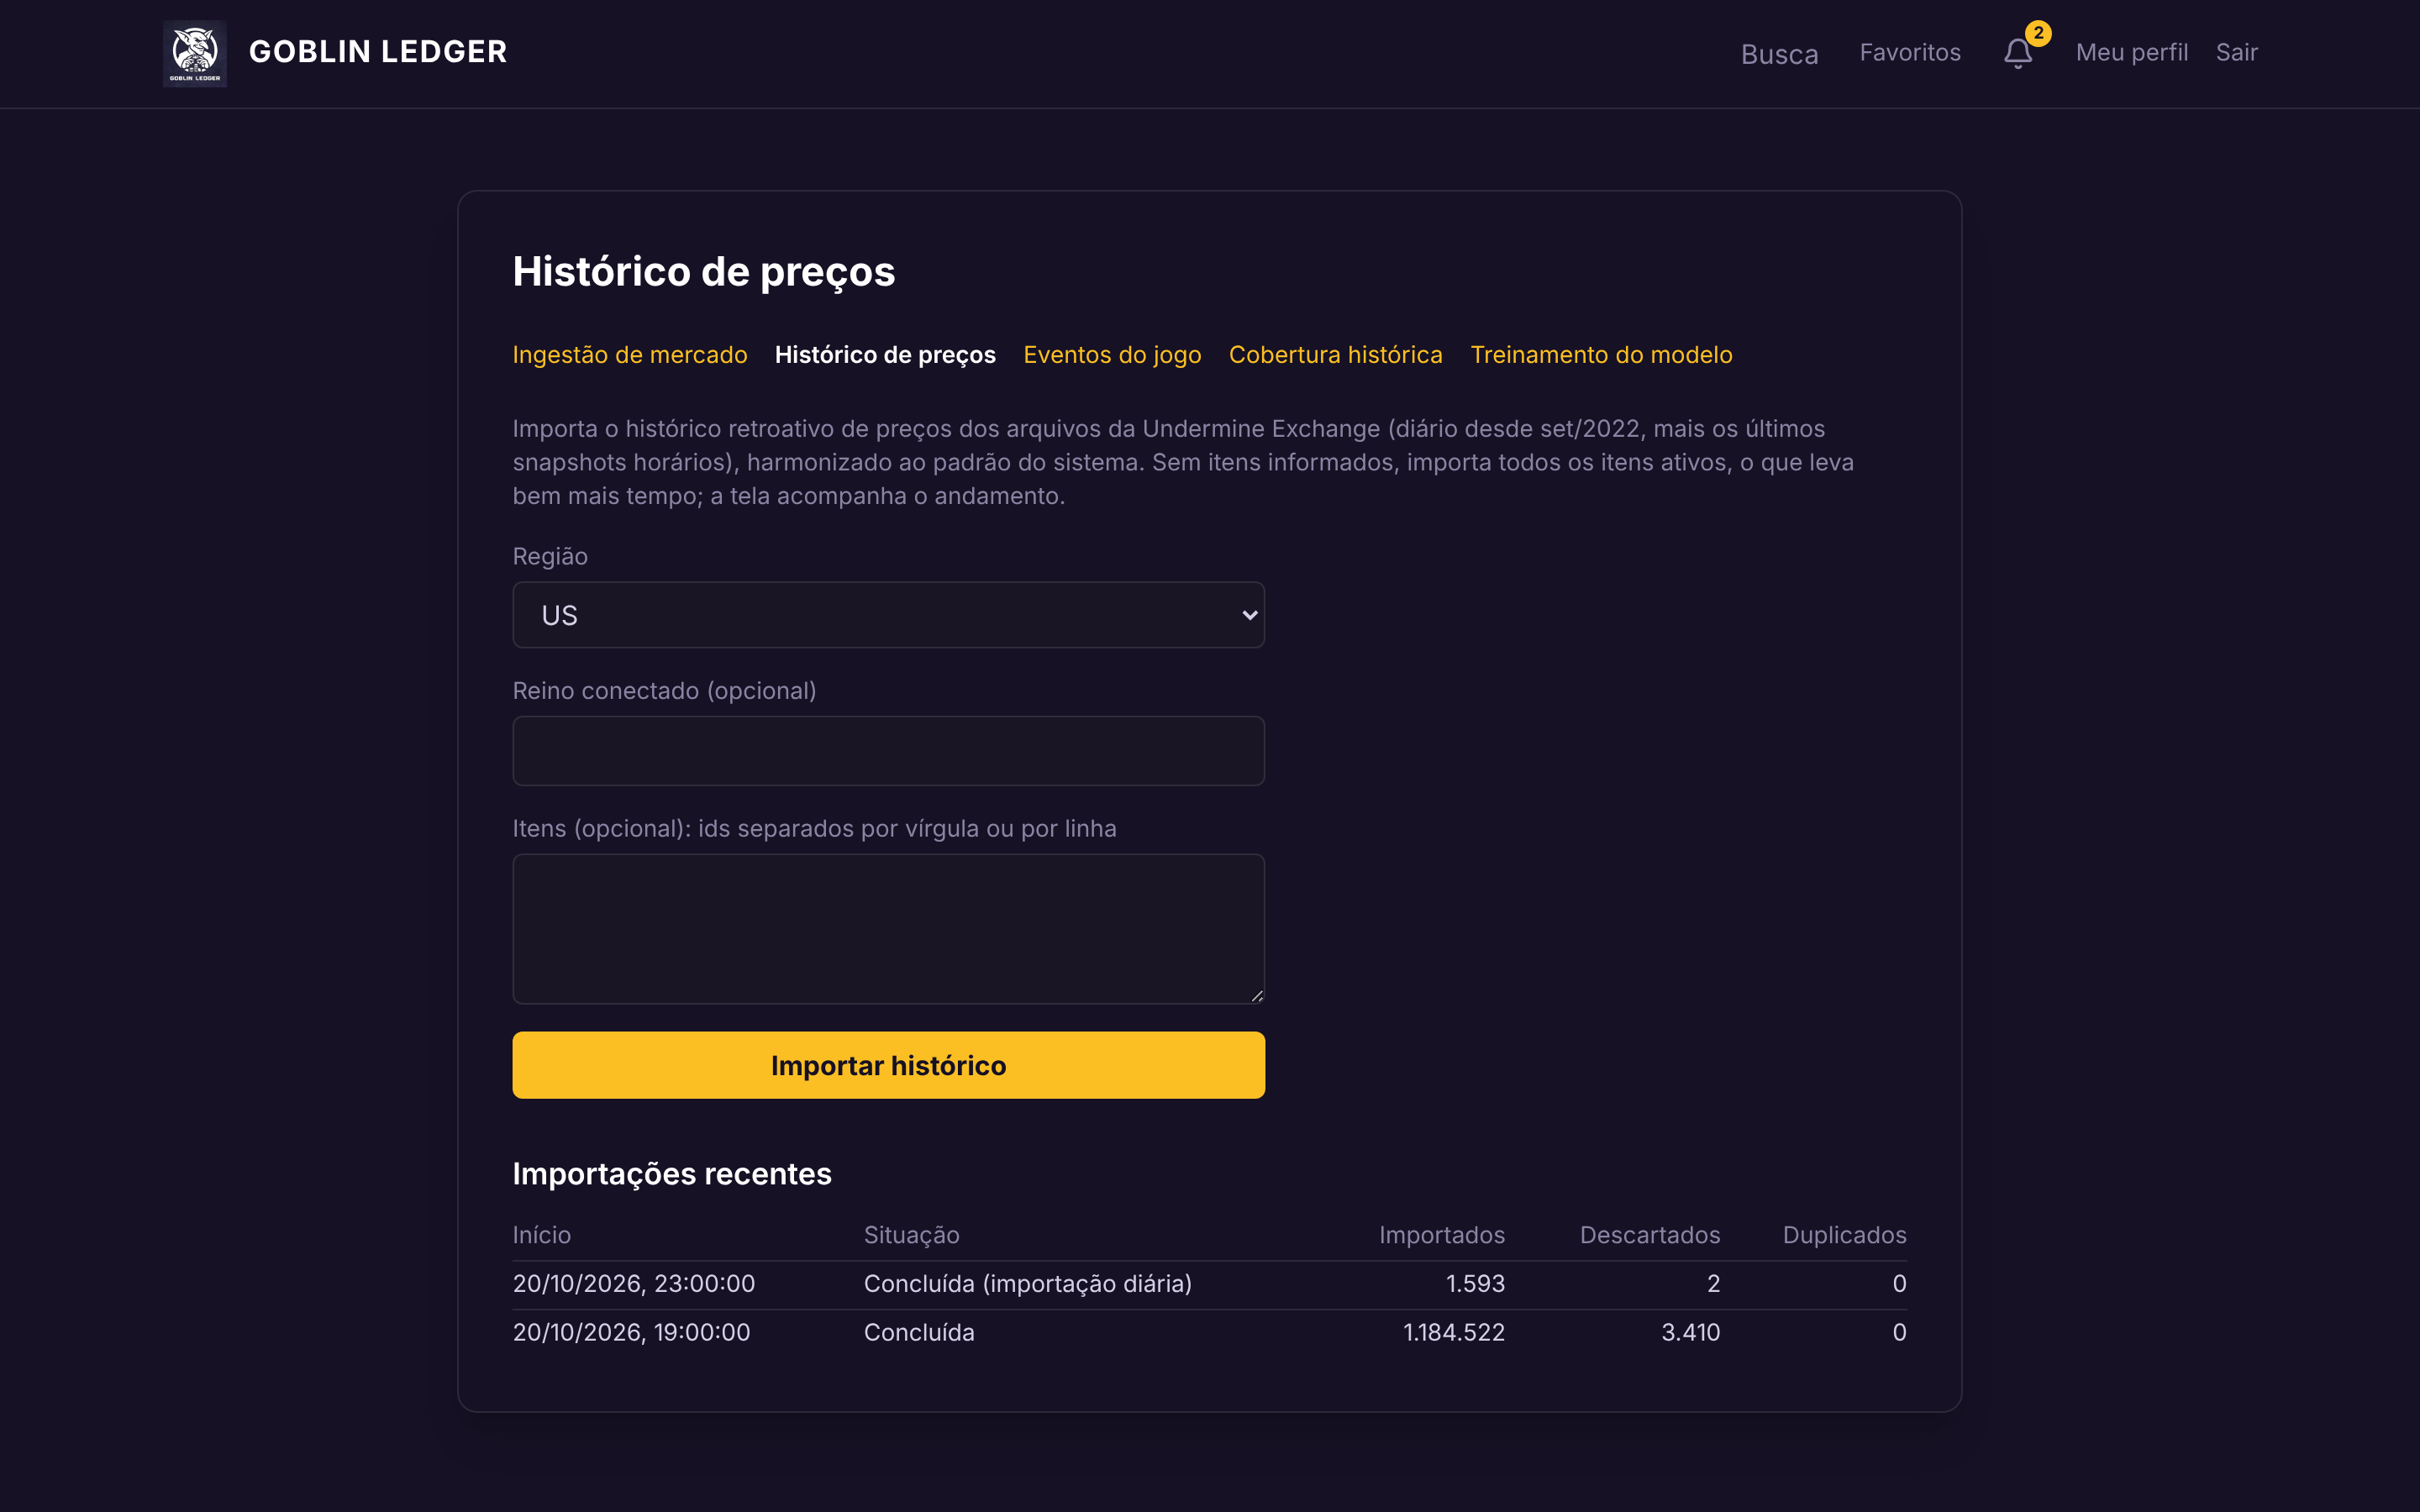 GOBLIN LEDGER
GOBLIN LEDGER
Busca
Favoritos
2
Meu perfil
Sair
Histórico de preços
Ingestão de mercado
Histórico de preços
Eventos do jogo
Cobertura histórica
Treinamento do modelo
Importa o histórico retroativo de preços dos arquivos da Undermine Exchange (diário desde set/2022, mais os últimos
snapshots horários), harmonizado ao padrão do sistema. Sem itens informados, importa todos os itens ativos, o que leva
bem mais tempo; a tela acompanha o andamento.
Região
US
Reino conectado (opcional)
Itens (opcional): ids separados por vírgula ou por linha
Importar histórico
Importações recentes
Início Situação Importados Descartados Duplicados
20/10/2026, 23:00:00 Concluída (importação diária) 1.593 2 0
20/10/2026, 19:00:00 Concluída 1.184.522 3.410 0